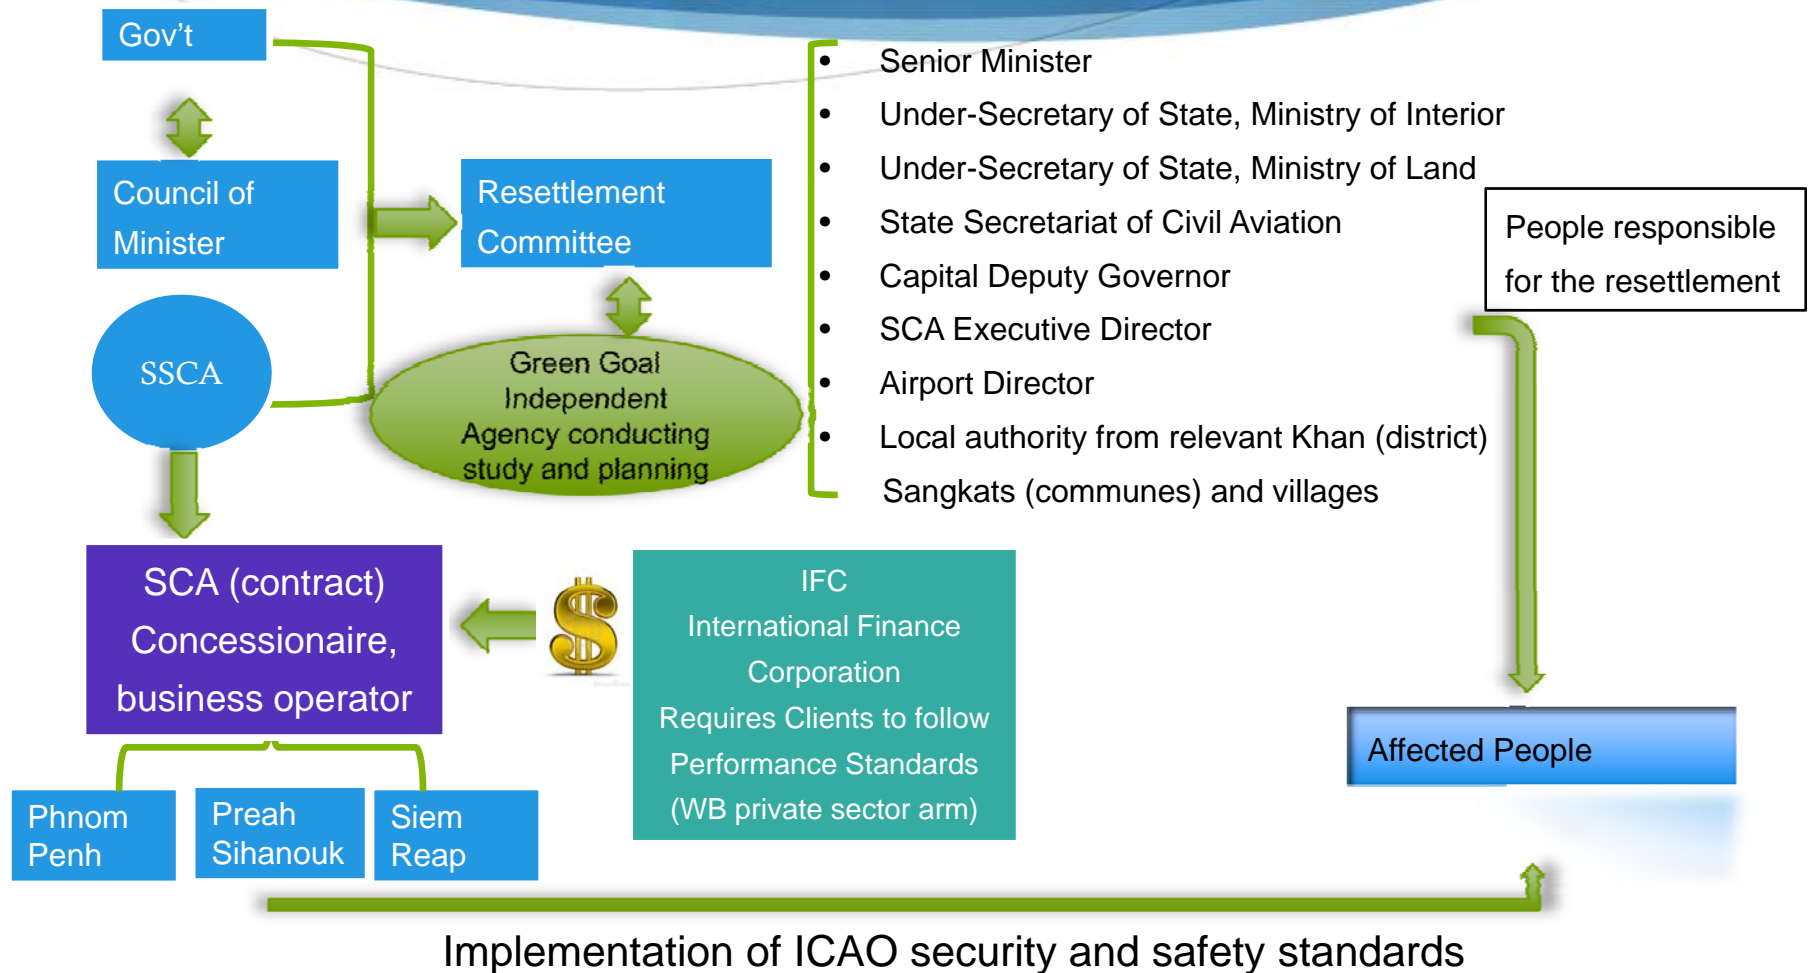 Gov't
Council of
Minister
SSCA
Resettlement
Committee
Green Goal
Independent
Agency conducting
study and planning
• Senior Minister
• Under-Secretary of State, Ministry of Interior
• Under-Secretary of State, Ministry of Land
• State Secretariat of Civil Aviation
• Capital Deputy Governor
• SCA Executive Director
• Airport Director
• Local authority from relevant Khan (district)
Sangkats (communes) and villages
People responsible
for the resettlement
SCA (contract)
Concessionaire,
business operator
$
IFC
International Finance
Corporation
Requires Clients to follow
Performance Standards
(WB private sector arm)
Affected People
Phnom
Penh
Preah
Sihanouk
Siem
Reap
Implementation of ICAO security and safety standards